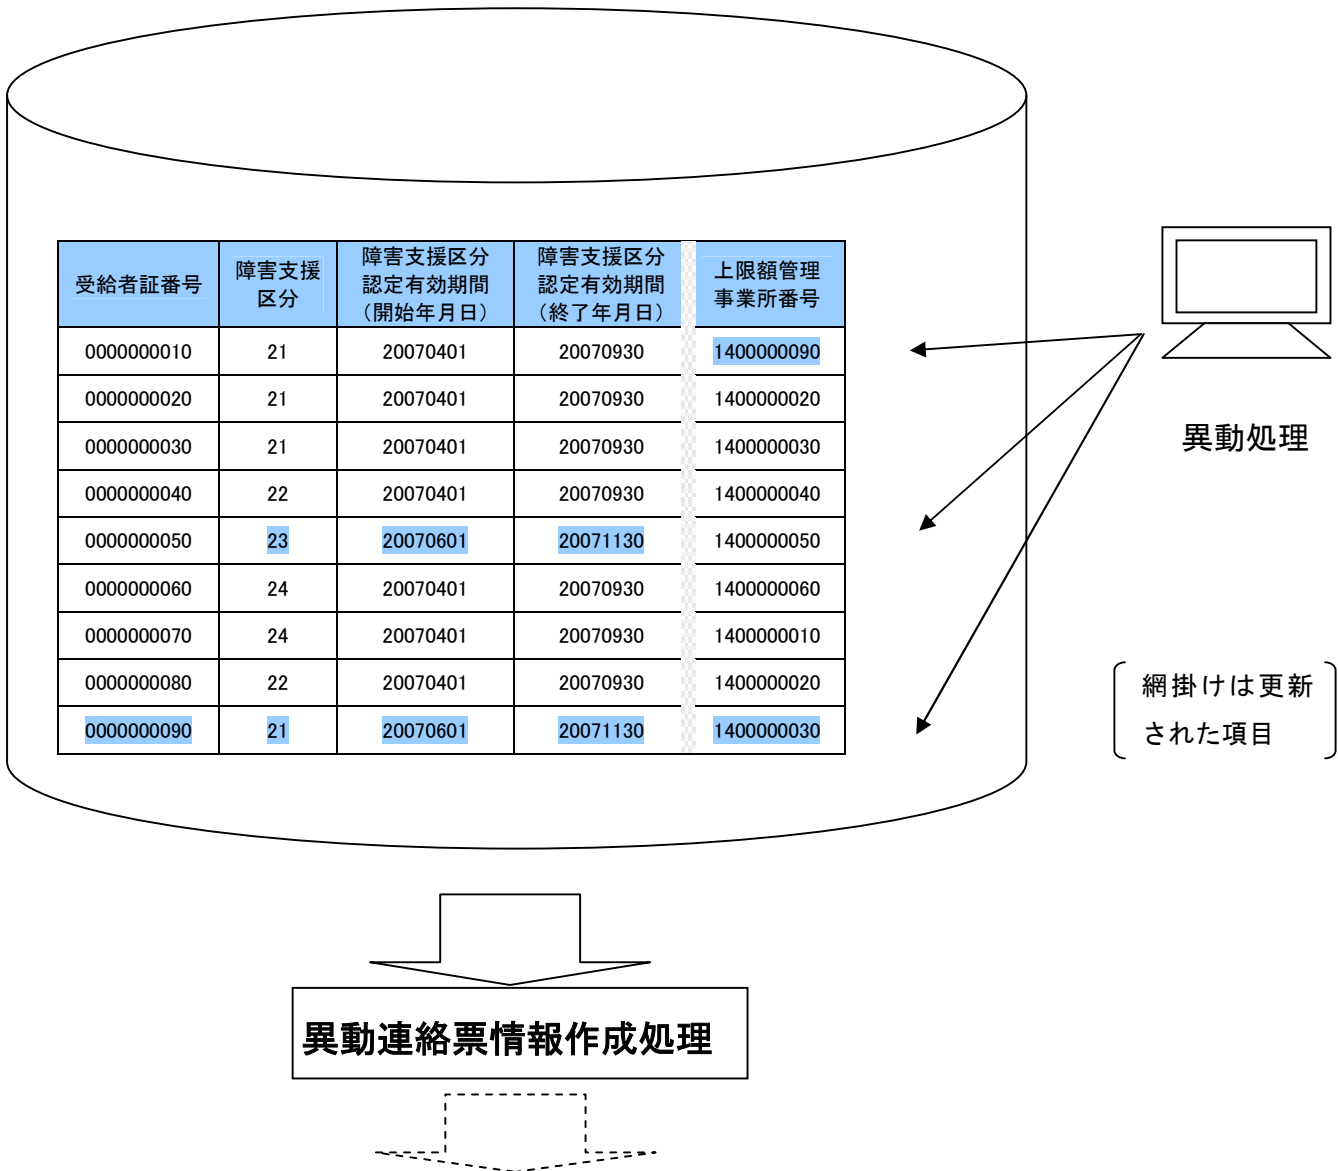 受給者証番号
障害支援
区分
障害支援区分
認定有効期間
（開始年月日）
障害支援区分
認定有効期間
（終了年月日）
上限額管理
事業所番号
0000000010 21 20070401 20070930 1400000090
0000000020 21 20070401 20070930 1400000020
0000000030 21 20070401 20070930 1400000030
0000000040 22 20070401 20070930 1400000040
0000000050 23 20070601 20071130 1400000050
0000000060 24 20070401 20070930 1400000060
0000000070 24 20070401 20070930 1400000010
0000000080 22 20070401 20070930 1400000020
0000000090 21 20070601 20071130 1400000030
異動処理
網掛けは更新
された項目
異動連絡票情報作成処理